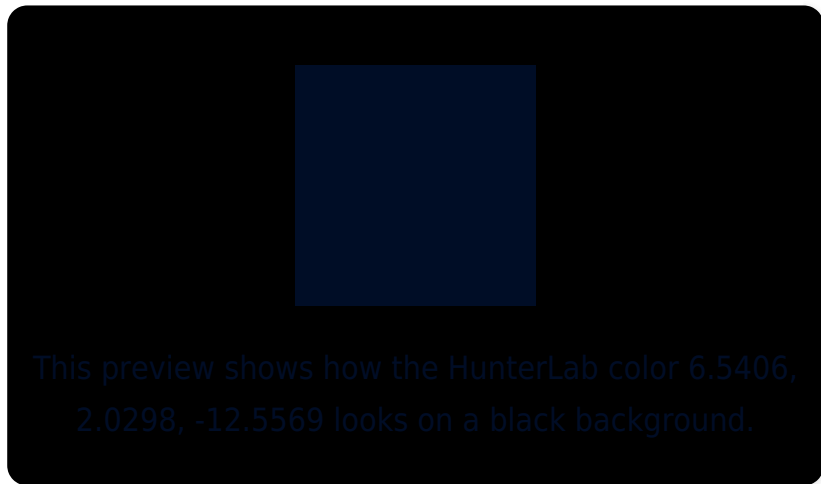 This preview shows how the HunterLab color 6.5406,
2.0298, -12.5569 looks on a black background.